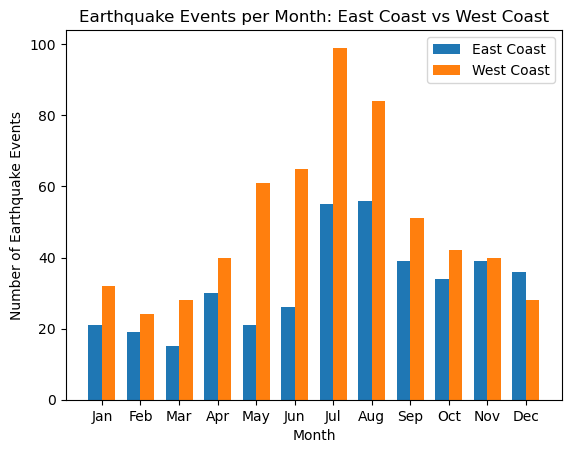 Earthquake Events per Month: East Coast vs West Coast
East Coast
West Coast
100
80
60
40
20
0
Number of Earthquake Events
Jan Feb Mar Apr May Jun Jul Aug Sep Oct Nov Dec
Month